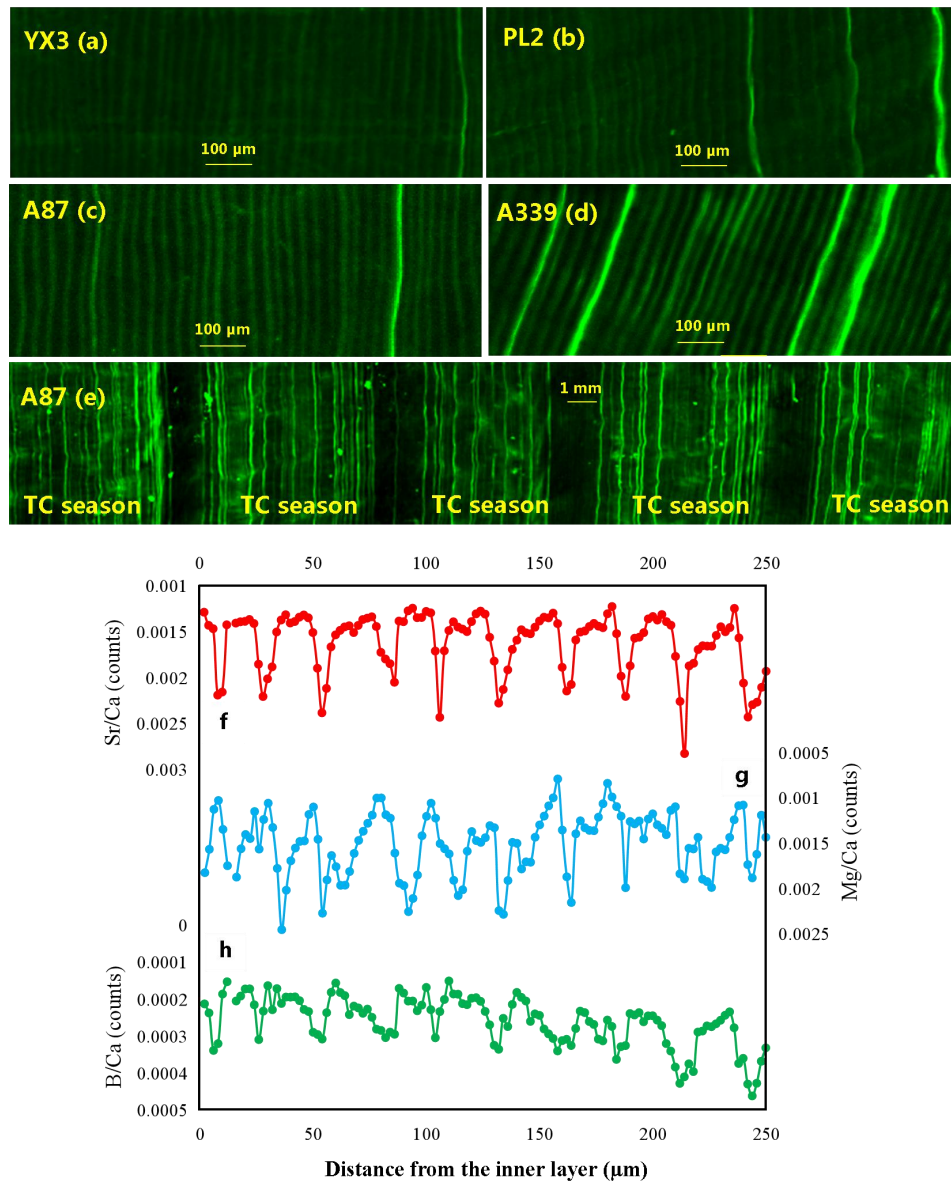 YX3 (a)
100 μm
PL2 (b)
100 μm
A87 (c)
100 μm
A339 (d)
100 μm
A87 (e)
1 mm
TC season TC season TC season TC season TC season
0 50 100 150 200 250
0.001
0.0015
0.002
0.0025
0.003
Sr/Ca (counts)
f
0.0005
0.001
0.0015
0.002
0.0025
Mg/Ca (counts)
g
0
0.0001
0.0002
0.0003
0.0004
0.0005
B/Ca (counts)
h
0 50 100 150 200 250
Distance from the inner layer (μm)